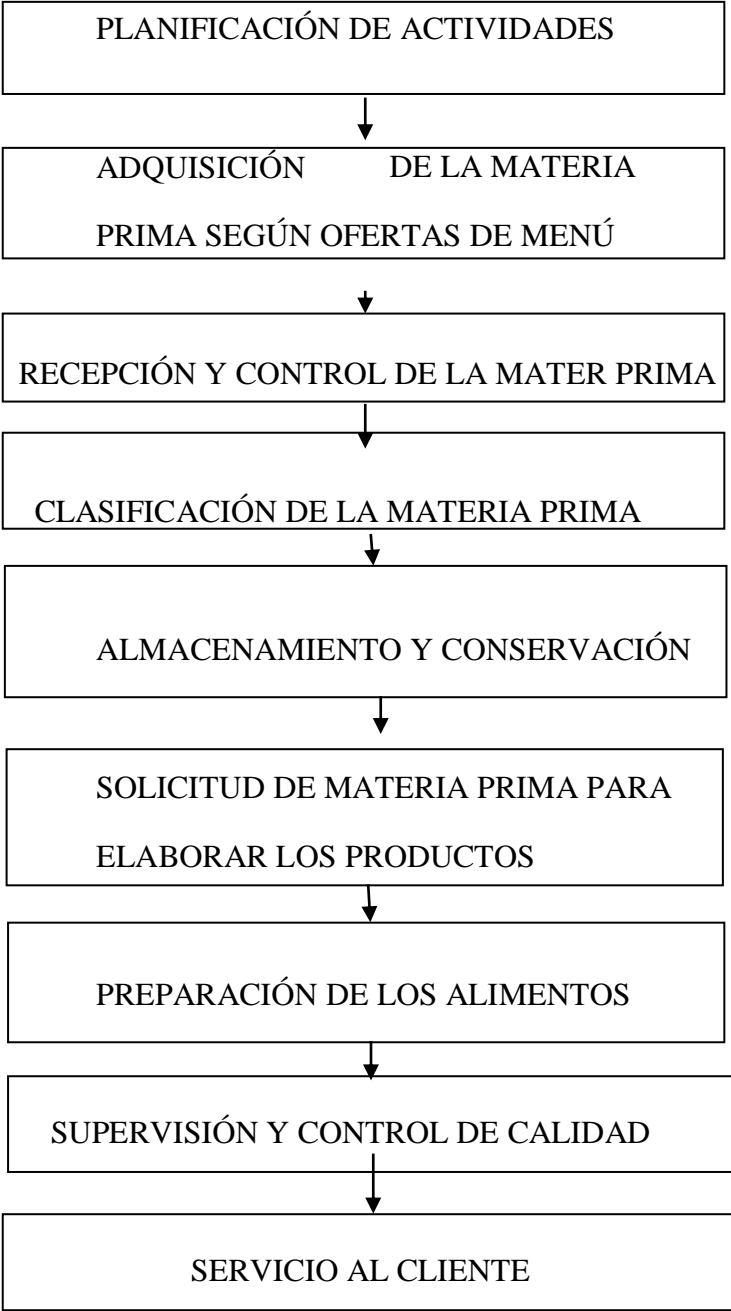 PLANIFICACIÓN DE ACTIVIDADES
ADQUISICIÓN DE LA MATERIA
PRIMA SEGÚN OFERTAS DE MENÚ
RECEPCIÓN Y CONTROL DE LA MATER PRIMA
CLASIFICACIÓN DE LA MATERIA PRIMA
ALMACENAMIENTO Y CONSERVACIÓN
SOLICITUD DE MATERIA PRIMA PARA
ELABORAR LOS PRODUCTOS
PREPARACIÓN DE LOS ALIMENTOS
SUPERVISIÓN Y CONTROL DE CALIDAD
SERVICIO AL CLIENTE